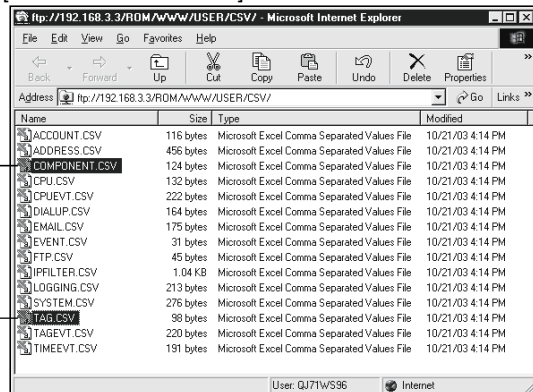 ftp://192.168.3.3/ROM/WWW/USER/CSV/ - Microsoft Internet Explorer
File Edit View Go Favorites Help
Back Forward Up Cut Copy Paste Undo Delete Properties »
Address ftp://192.168.3.3/ROM/WWW/USER/CSV/ Go Links »
Name Size Type Modified
ACCOUNT.CSV 116 bytes Microsoft Excel Comma Separated Values File 10/21/03 4:14 PM
ADDRESS.CSV 456 bytes Microsoft Excel Comma Separated Values File 10/21/03 4:14 PM
COMPONENT.CSV 124 bytes Microsoft Excel Comma Separated Values File 10/21/03 4:14 PM
CPU.CSV 132 bytes Microsoft Excel Comma Separated Values File 10/21/03 4:14 PM
CPUEVT.CSV 222 bytes Microsoft Excel Comma Separated Values File 10/21/03 4:14 PM
DIALUP.CSV 164 bytes Microsoft Excel Comma Separated Values File 10/21/03 4:14 PM
EMAIL.CSV 175 bytes Microsoft Excel Comma Separated Values File 10/21/03 4:14 PM
EVENT.CSV 31 bytes Microsoft Excel Comma Separated Values File 10/21/03 4:14 PM
FTP.CSV 45 bytes Microsoft Excel Comma Separated Values File 10/21/03 4:14 PM
IPFILTER.CSV 1.04 KB Microsoft Excel Comma Separated Values File 10/21/03 4:14 PM
LOGGING.CSV 213 bytes Microsoft Excel Comma Separated Values File 10/21/03 4:14 PM
SYSTEM.CSV 276 bytes Microsoft Excel Comma Separated Values File 10/21/03 4:14 PM
TAG.CSV 98 bytes Microsoft Excel Comma Separated Values File 10/21/03 4:14 PM
TAGEVT.CSV 220 bytes Microsoft Excel Comma Separated Values File 10/21/03 4:14 PM
TIMEEVT.CSV 191 bytes Microsoft Excel Comma Separated Values File 10/21/03 4:14 PM
User: QJ71WS96 Internet